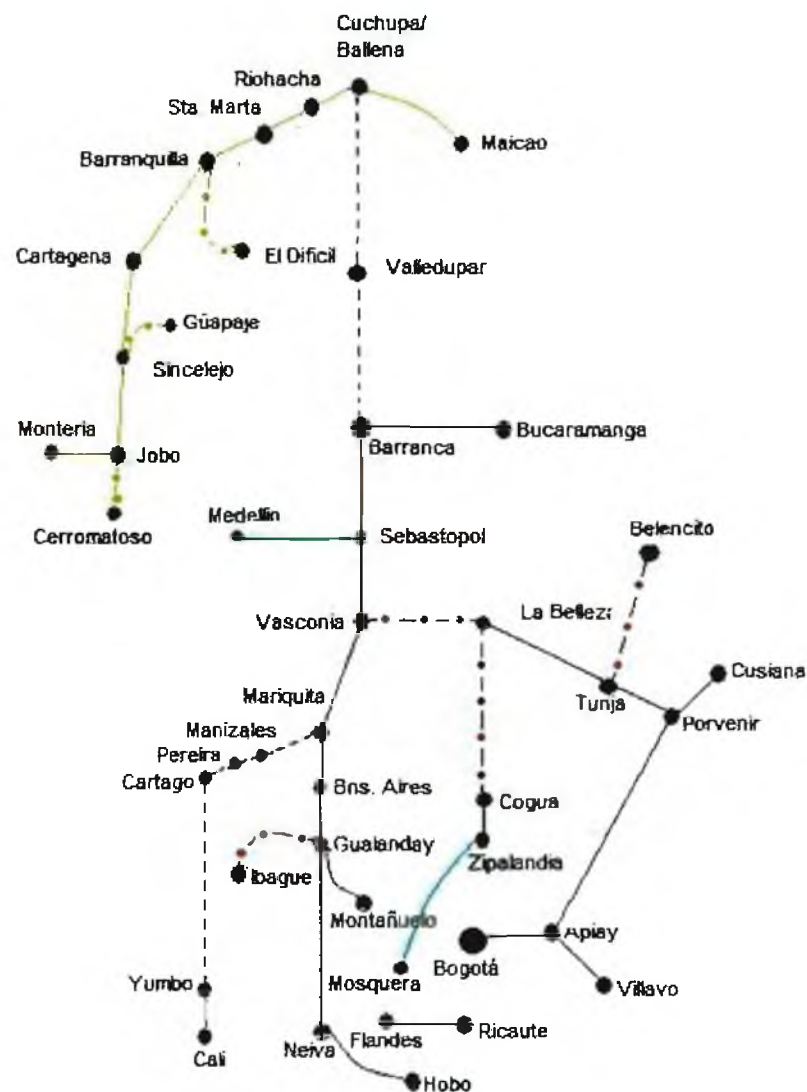 Cuchupa/
Ballena
Riohacha
Sta. Marta
Maicao
Barranquilla
Cartagena
El Dificil
Valledupar
Güapaje
Sincelejo
Monteria
Jobo
Barranca
Bucaramanga
Cerromatoso
Medellin
Sebastopol
Belencito
Vasconia
La Belleza
Cusiana
Mariquita
Tunja
Porvenir
Manizales
Pereira
Cartago
Bns. Aires
Cogua
Gualanday
Zipalandia
Ibague
Montañuelo
Apiay
Bogotá
Yumbo
Mosquera
Villavo
Cali
Neiva
Flandes
Ricaute
Hobo